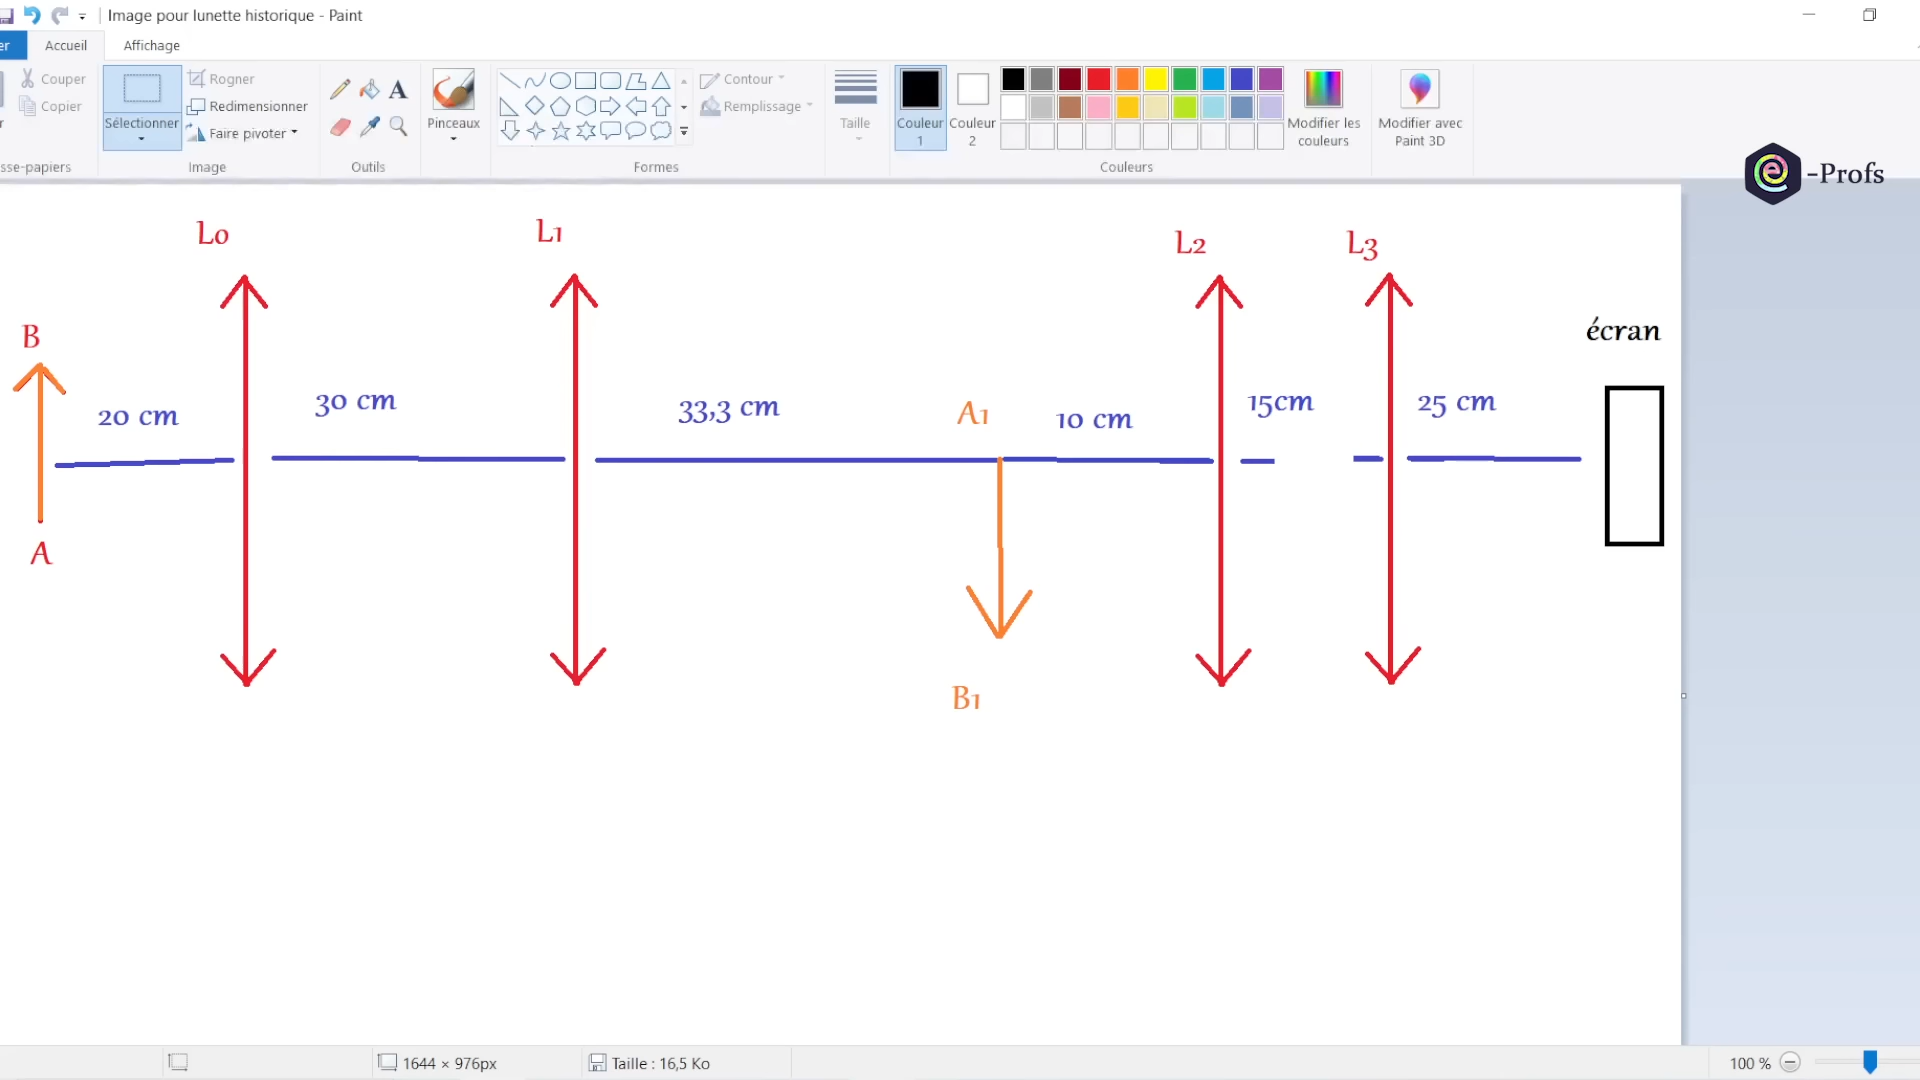 Image pour lunette historique - Paint
er
Accueil
Affichage
Couper
Copier
r
sse-papiers
Sélectionner
Rogner
Redimensionner
Faire pivoter
Image
Outils
Pinceaux
Formes
Contour
Remplissage
Taille
Couleur
1
Couleur
2
Couleurs
Modifier les
couleurs
Modifier avec
Paint 3D
e -Profs
L0
L1
L2
L3
B
A
20 cm
30 cm
33,3 cm
A1
B1
10 cm
15cm
25 cm
écran
1644 × 976px
Taille : 16,5 Ko
100 %